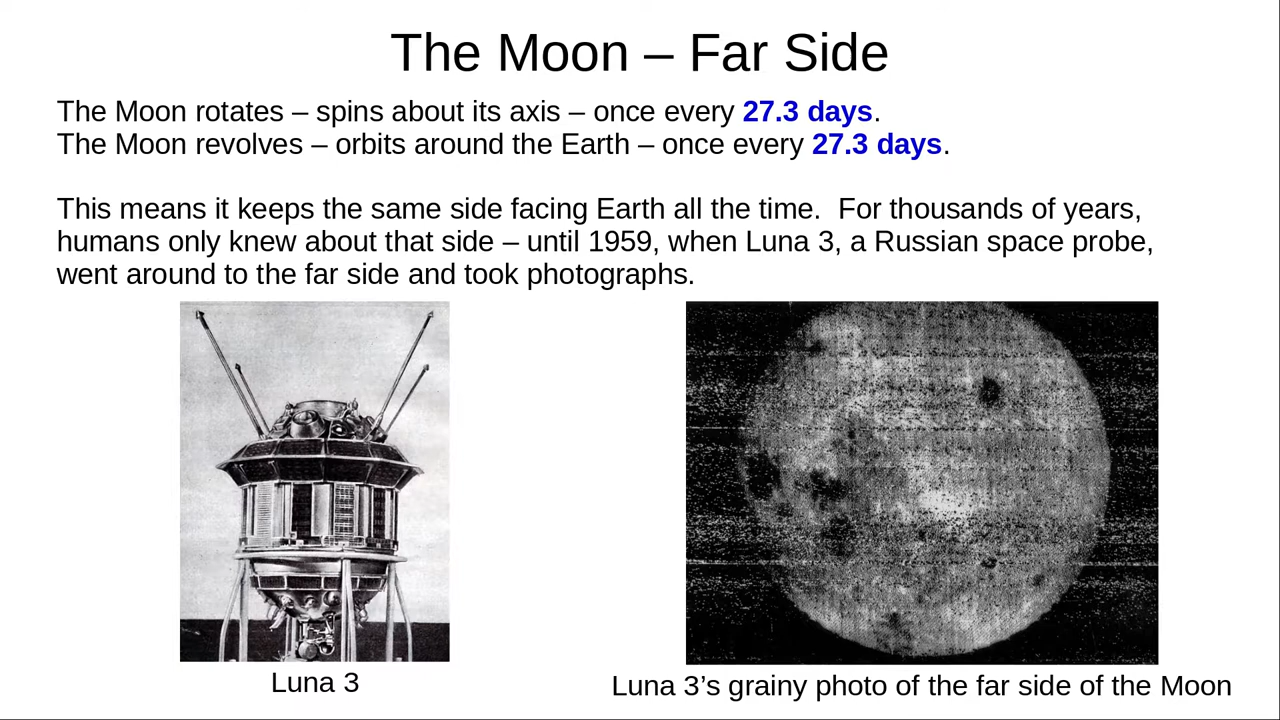 The Moon – Far Side
The Moon rotates – spins about its axis – once every 27.3 days.
The Moon revolves – orbits around the Earth – once every 27.3 days.
This means it keeps the same side facing Earth all the time.  For thousands of years,
humans only knew about that side – until 1959, when Luna 3, a Russian space probe,
went around to the far side and took photographs.
Luna 3
Luna 3’s grainy photo of the far side of the Moon